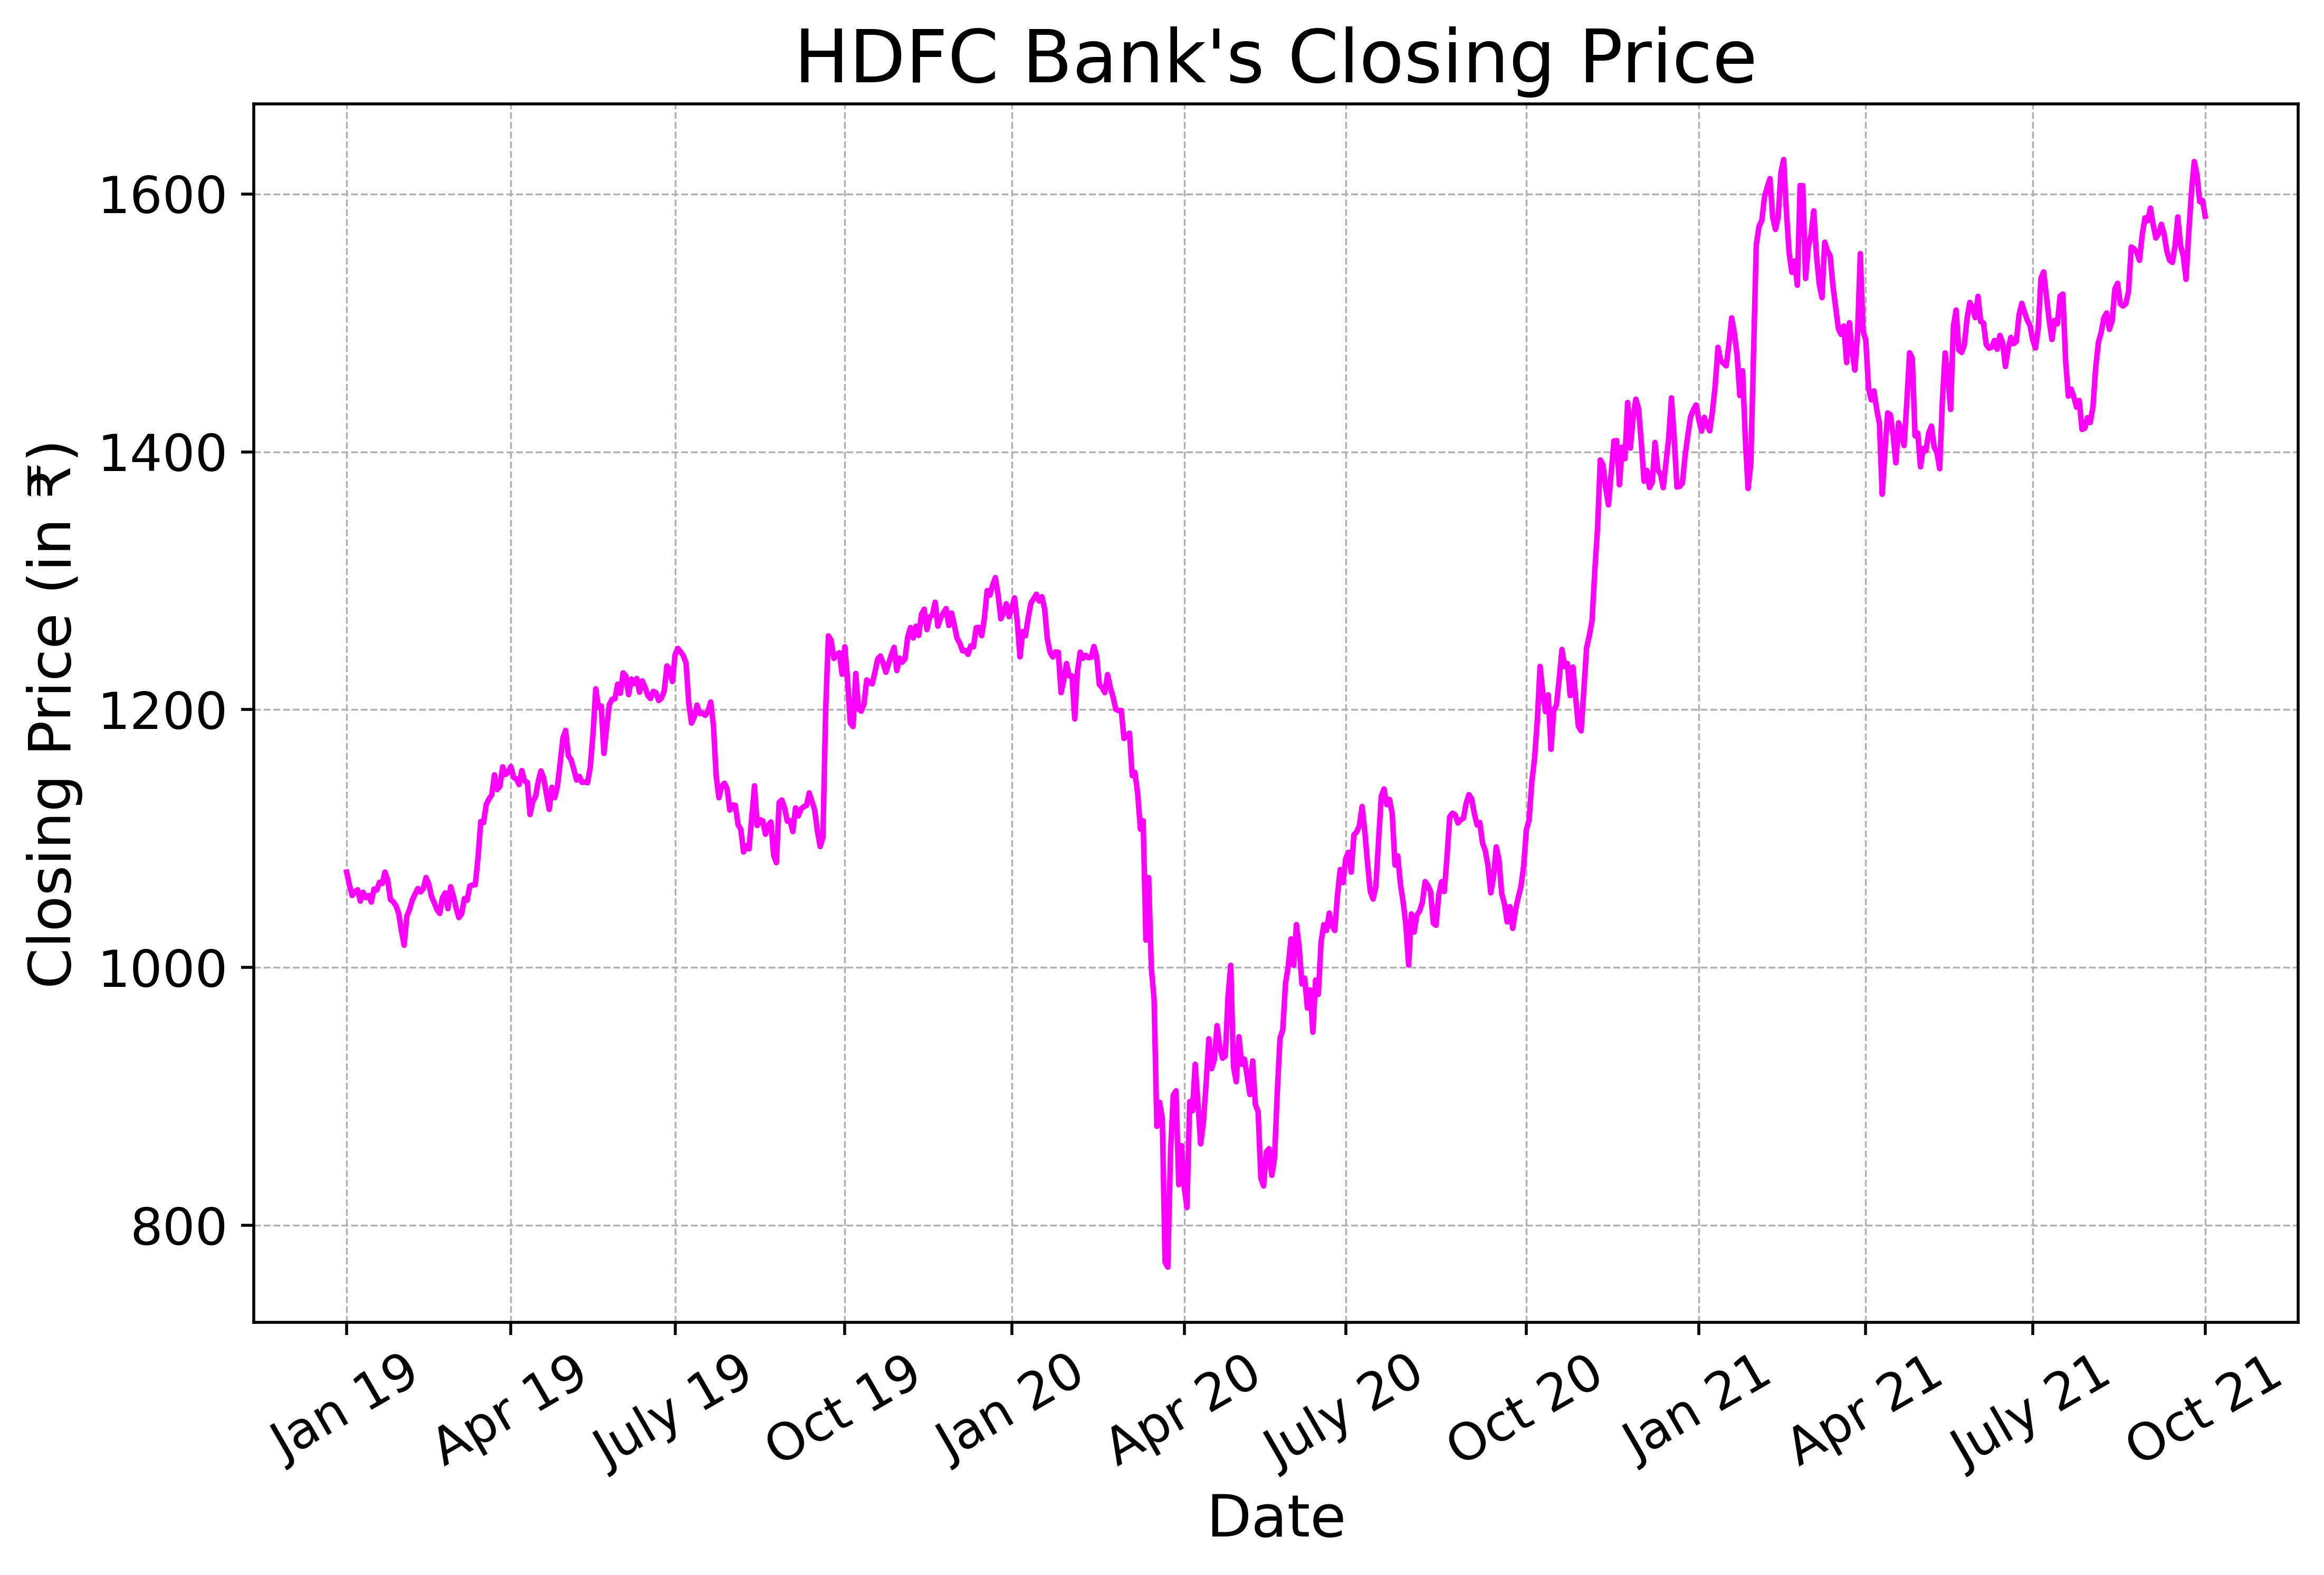 HDFC Bank's Closing Price
Closing Price (in ₹)
1600
1400
1200
1000
800
Jan 19
Apr 19
July 19
Oct 19
Jan 20
Apr 20
July 20
Oct 20
Jan 21
Apr 21
July 21
Oct 21
Date